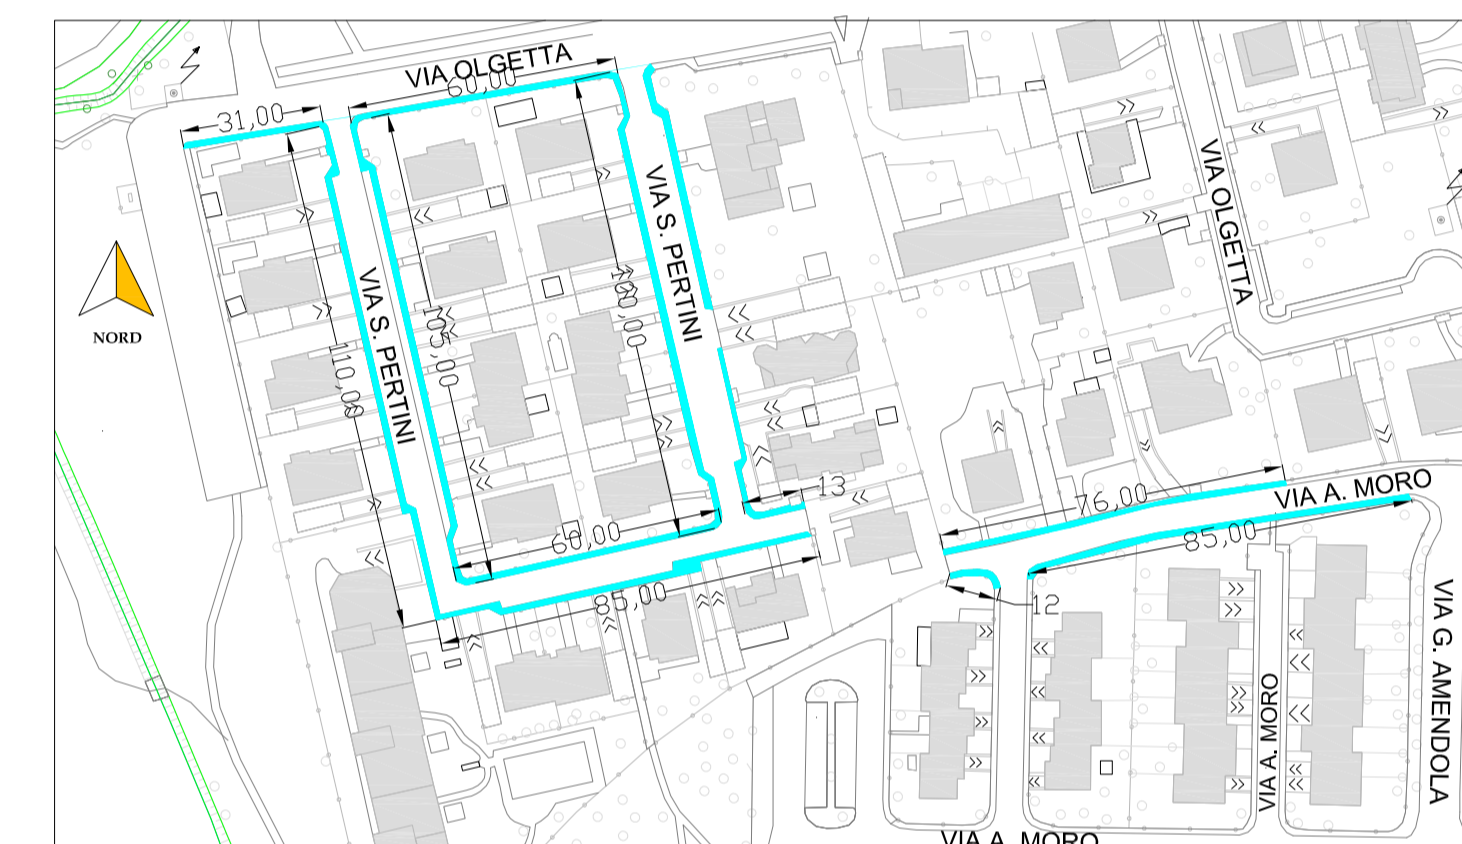 VIA OLGETTA
60,00
31,00
VIA S. PERTINI
VIA OLGETTA
NORD
VIA S. PERTINI
110,00
105,00
100,00
13
76,00
VIA A. MORO
85,00
60,00
85,00
12
VIA G. AMENDOLA
VIA A. MORO
VIA A. MORO